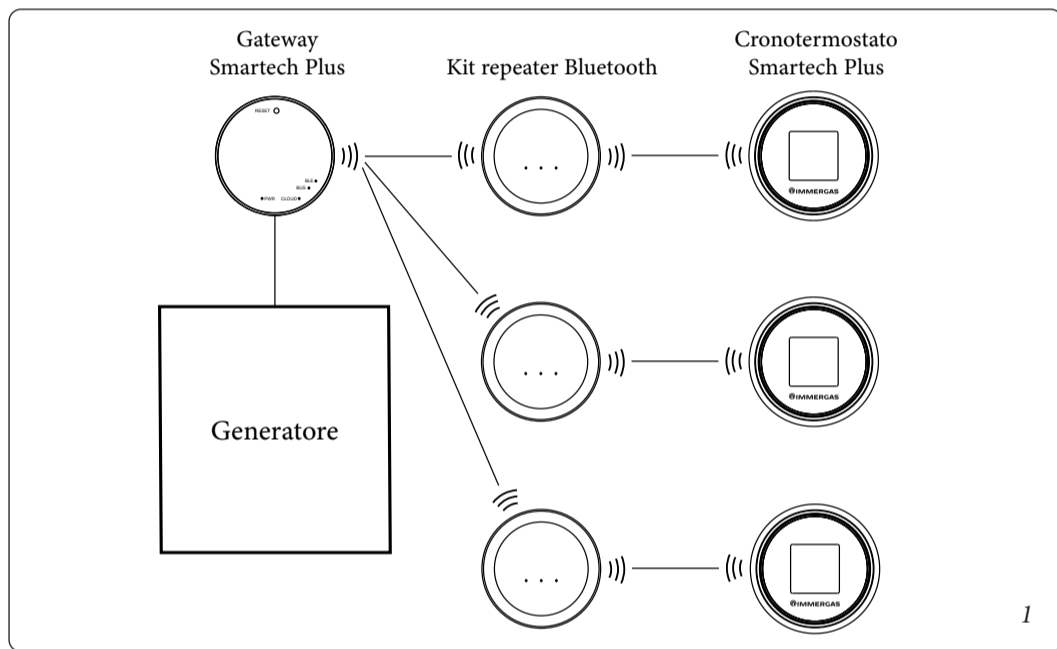 Gateway
Smartech Plus
Kit repeater Bluetooth
Cronotermostato
Smartech Plus
RESET
BLE
BUS
PWR CLOUD
IMMERGAS
Generatore
IMMERGAS
IMMERGAS
1